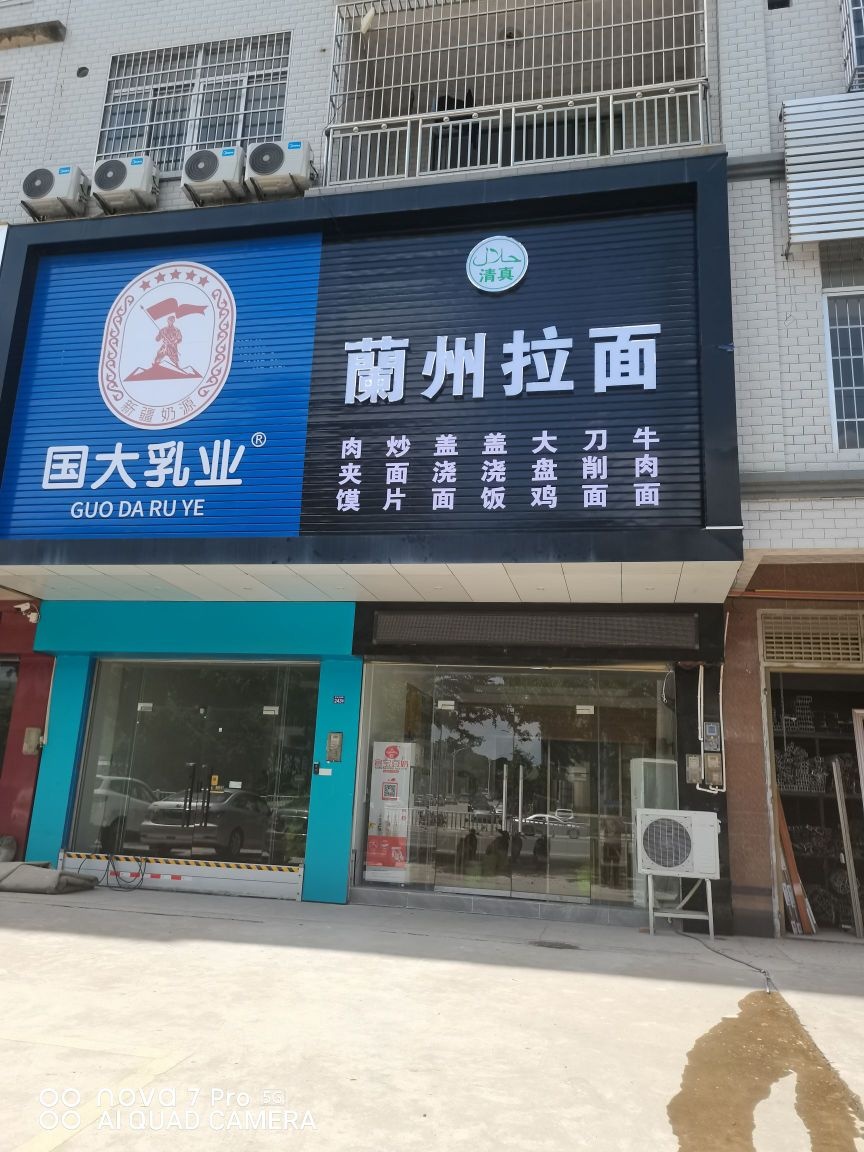 新疆奶源
国大乳业®
GUO DA RU YE
حلال
清真
蘭州拉面
牛肉面
刀削面
大盘鸡
盖浇饭
盖浇面
炒面片
肉夹馍
nova 7 Pro 5G
AI QUAD CAMERA